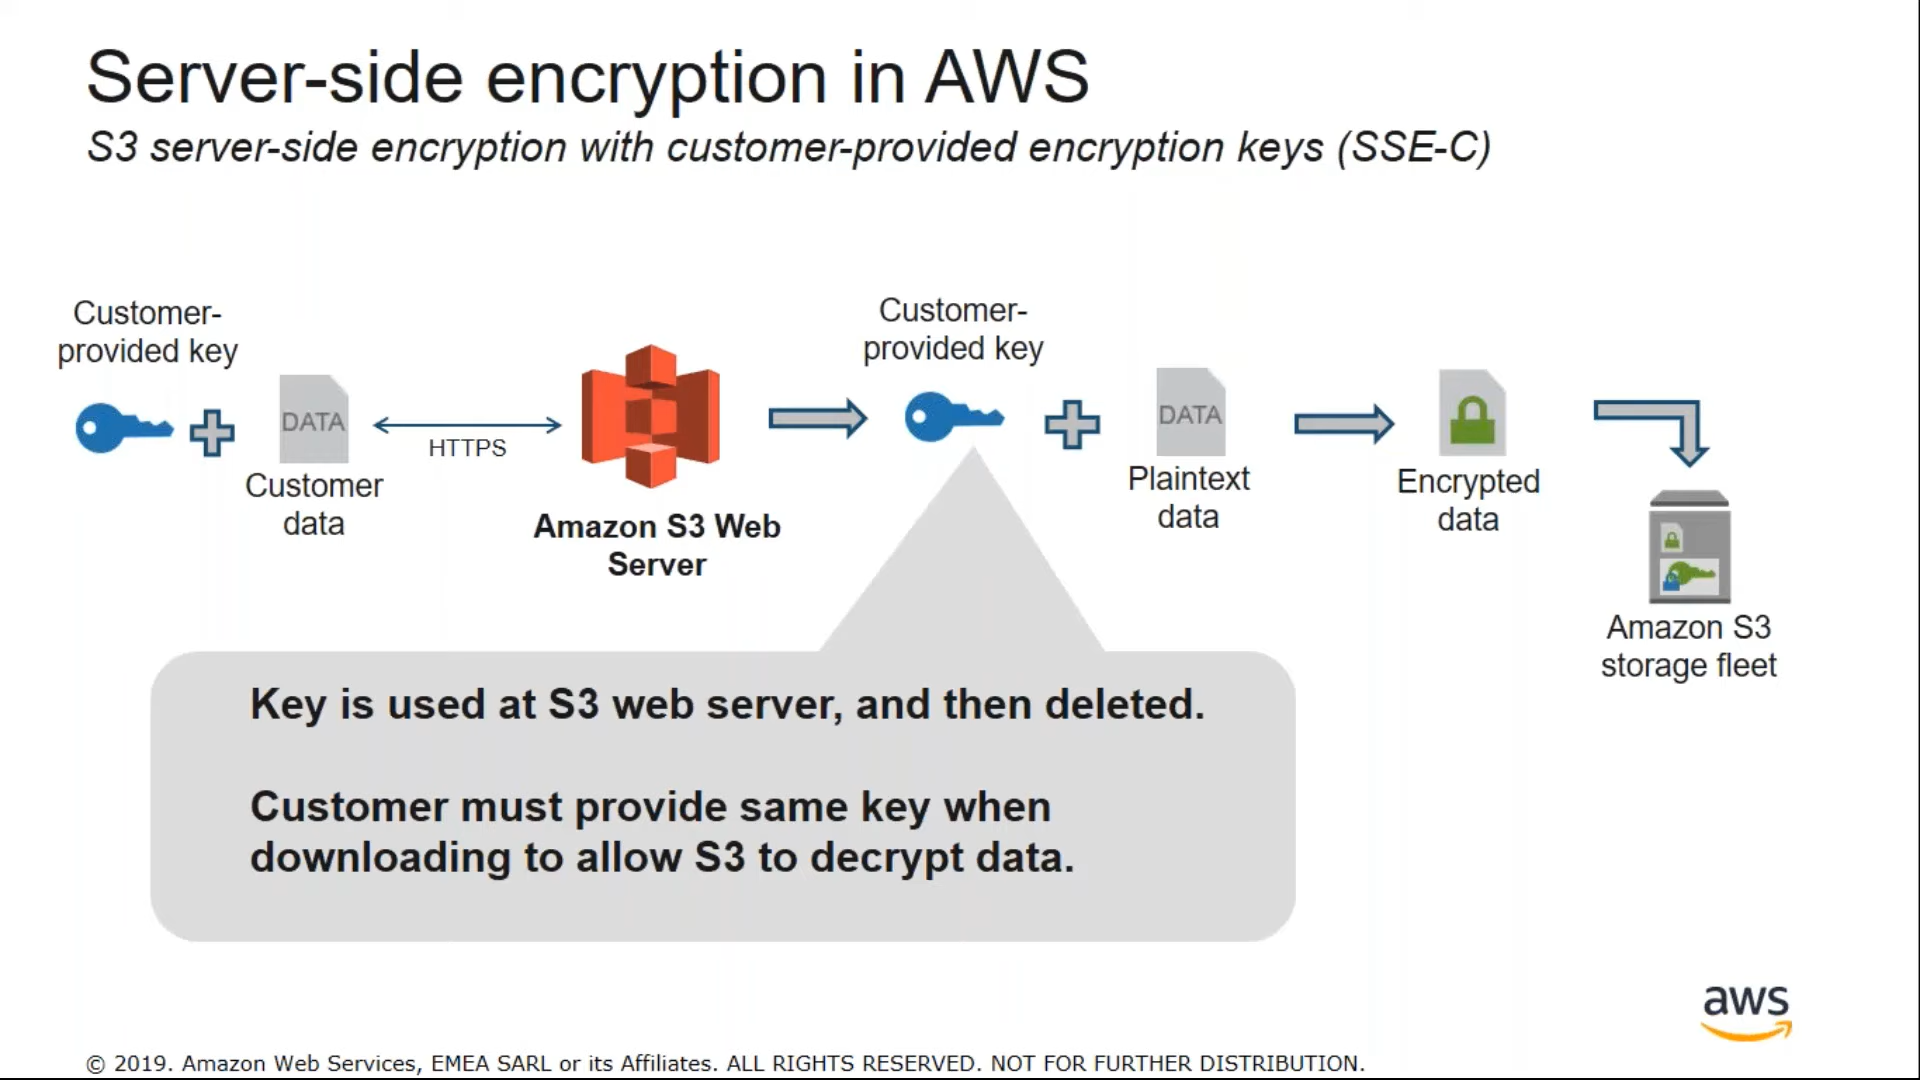 Server-side encryption in AWS
S3 server-side encryption with customer-provided encryption keys (SSE-C)
Customer-
provided key
DATA
Customer
data
HTTPS
Amazon S3 Web
Server
Customer-
provided key
DATA
Plaintext
data
Encrypted
data
Amazon S3
storage fleet
Key is used at S3 web server, and then deleted.
Customer must provide same key when
downloading to allow S3 to decrypt data.
aws
© 2019. Amazon Web Services, EMEA SARL or its Affiliates. ALL RIGHTS RESERVED. NOT FOR FURTHER DISTRIBUTION.